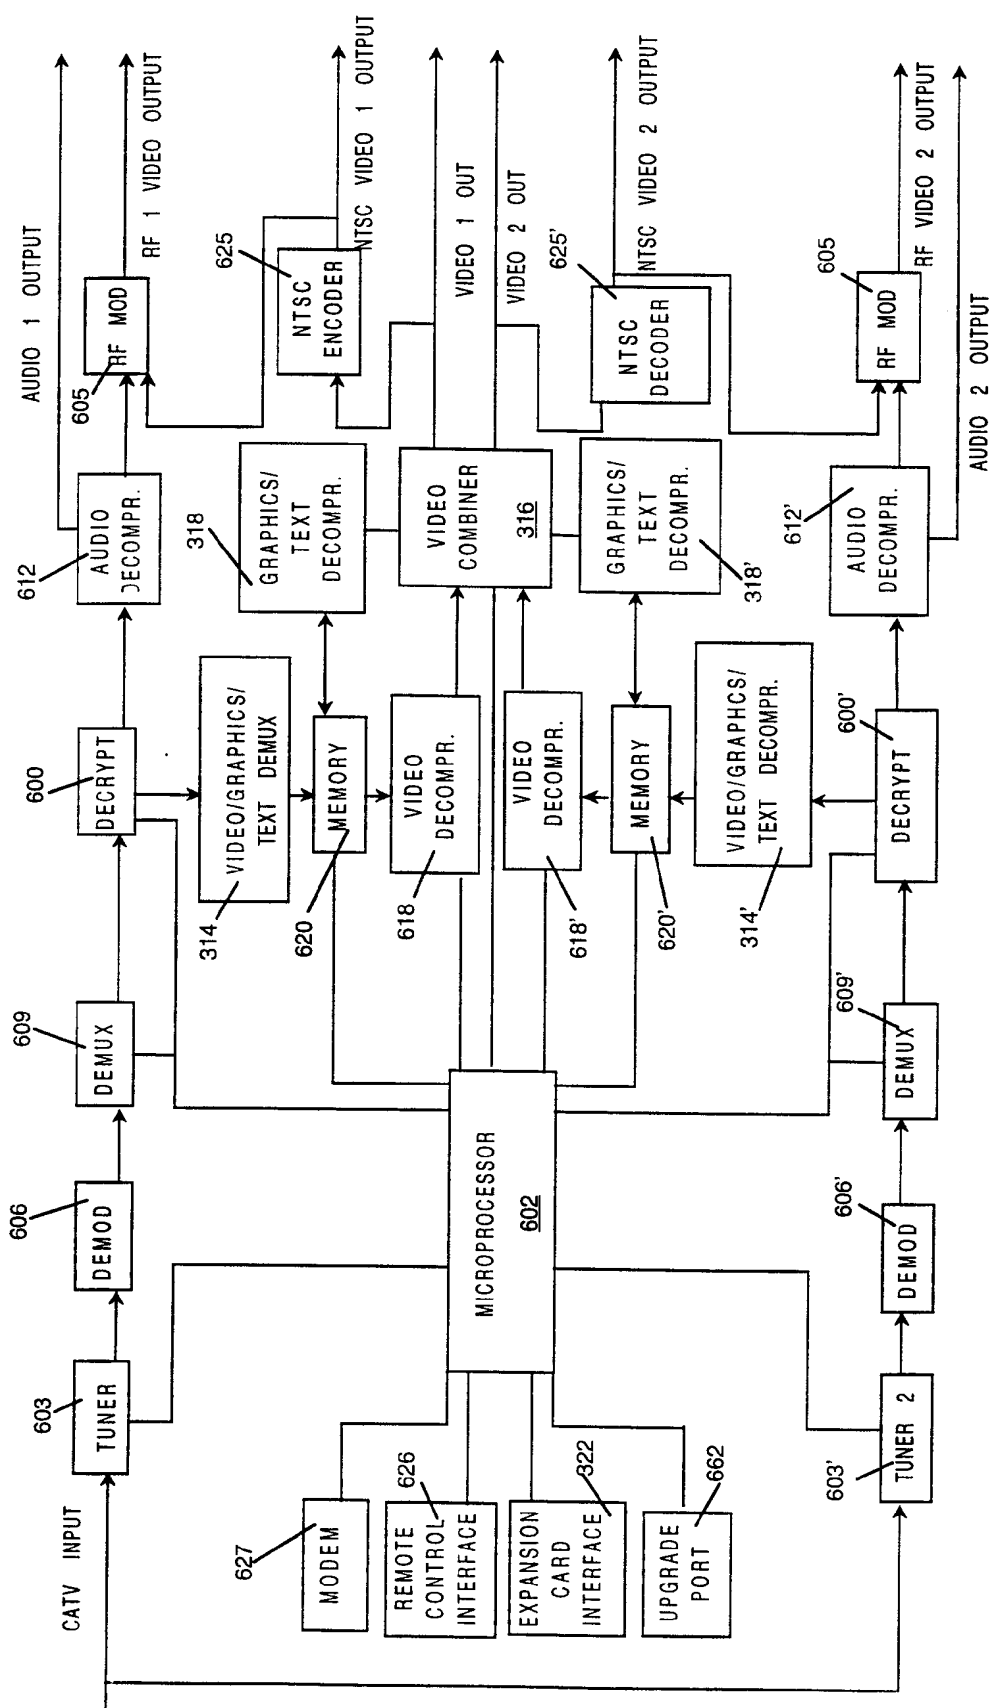 CATV INPUT
603
TUNER
606
DEMOD
609
DEMUX
600
DECRYPT
612
AUDIO
DECOMPR.
605
RF MOD
AUDIO 1 OUTPUT
RF 1 VIDEO OUTPUT
314
VIDEO/GRAPHICS/
TEXT DEMUX
318
GRAPHICS/
TEXT
DECOMPR.
625
NTSC
ENCODER
NTSC VIDEO 1 OUTPUT
620
MEMORY
618
VIDEO
DECOMPR.
VIDEO
COMBINER
316
VIDEO 1 OUT
VIDEO 2 OUT
627
MODEM
626
REMOTE
CONTROL
INTERFACE
322
EXPANSION
CARD
INTERFACE
662
UPGRADE
PORT
MICROPROCESSOR
602
618'
VIDEO
DECOMPR.
620'
MEMORY
318'
GRAPHICS/
TEXT
DECOMPR.
625'
NTSC
DECODER
NTSC VIDEO 2 OUTPUT
314'
VIDEO/GRAPHCS/
TEXT DECOMPR.
603'
TUNER 2
606'
DEMOD
609'
DEMUX
600'
DECRYPT
612'
AUDIO
DECOMPR.
605
RF MOD
RF VIDEO 2 OUTPUT
AUDIO 2 OUTPUT